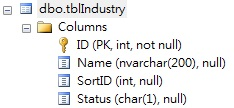 dbo.tblIndustry
Columns
ID (PK, int, not null)
Name (nvarchar(200), null)
SortID (int, null)
Status (char(1), null)